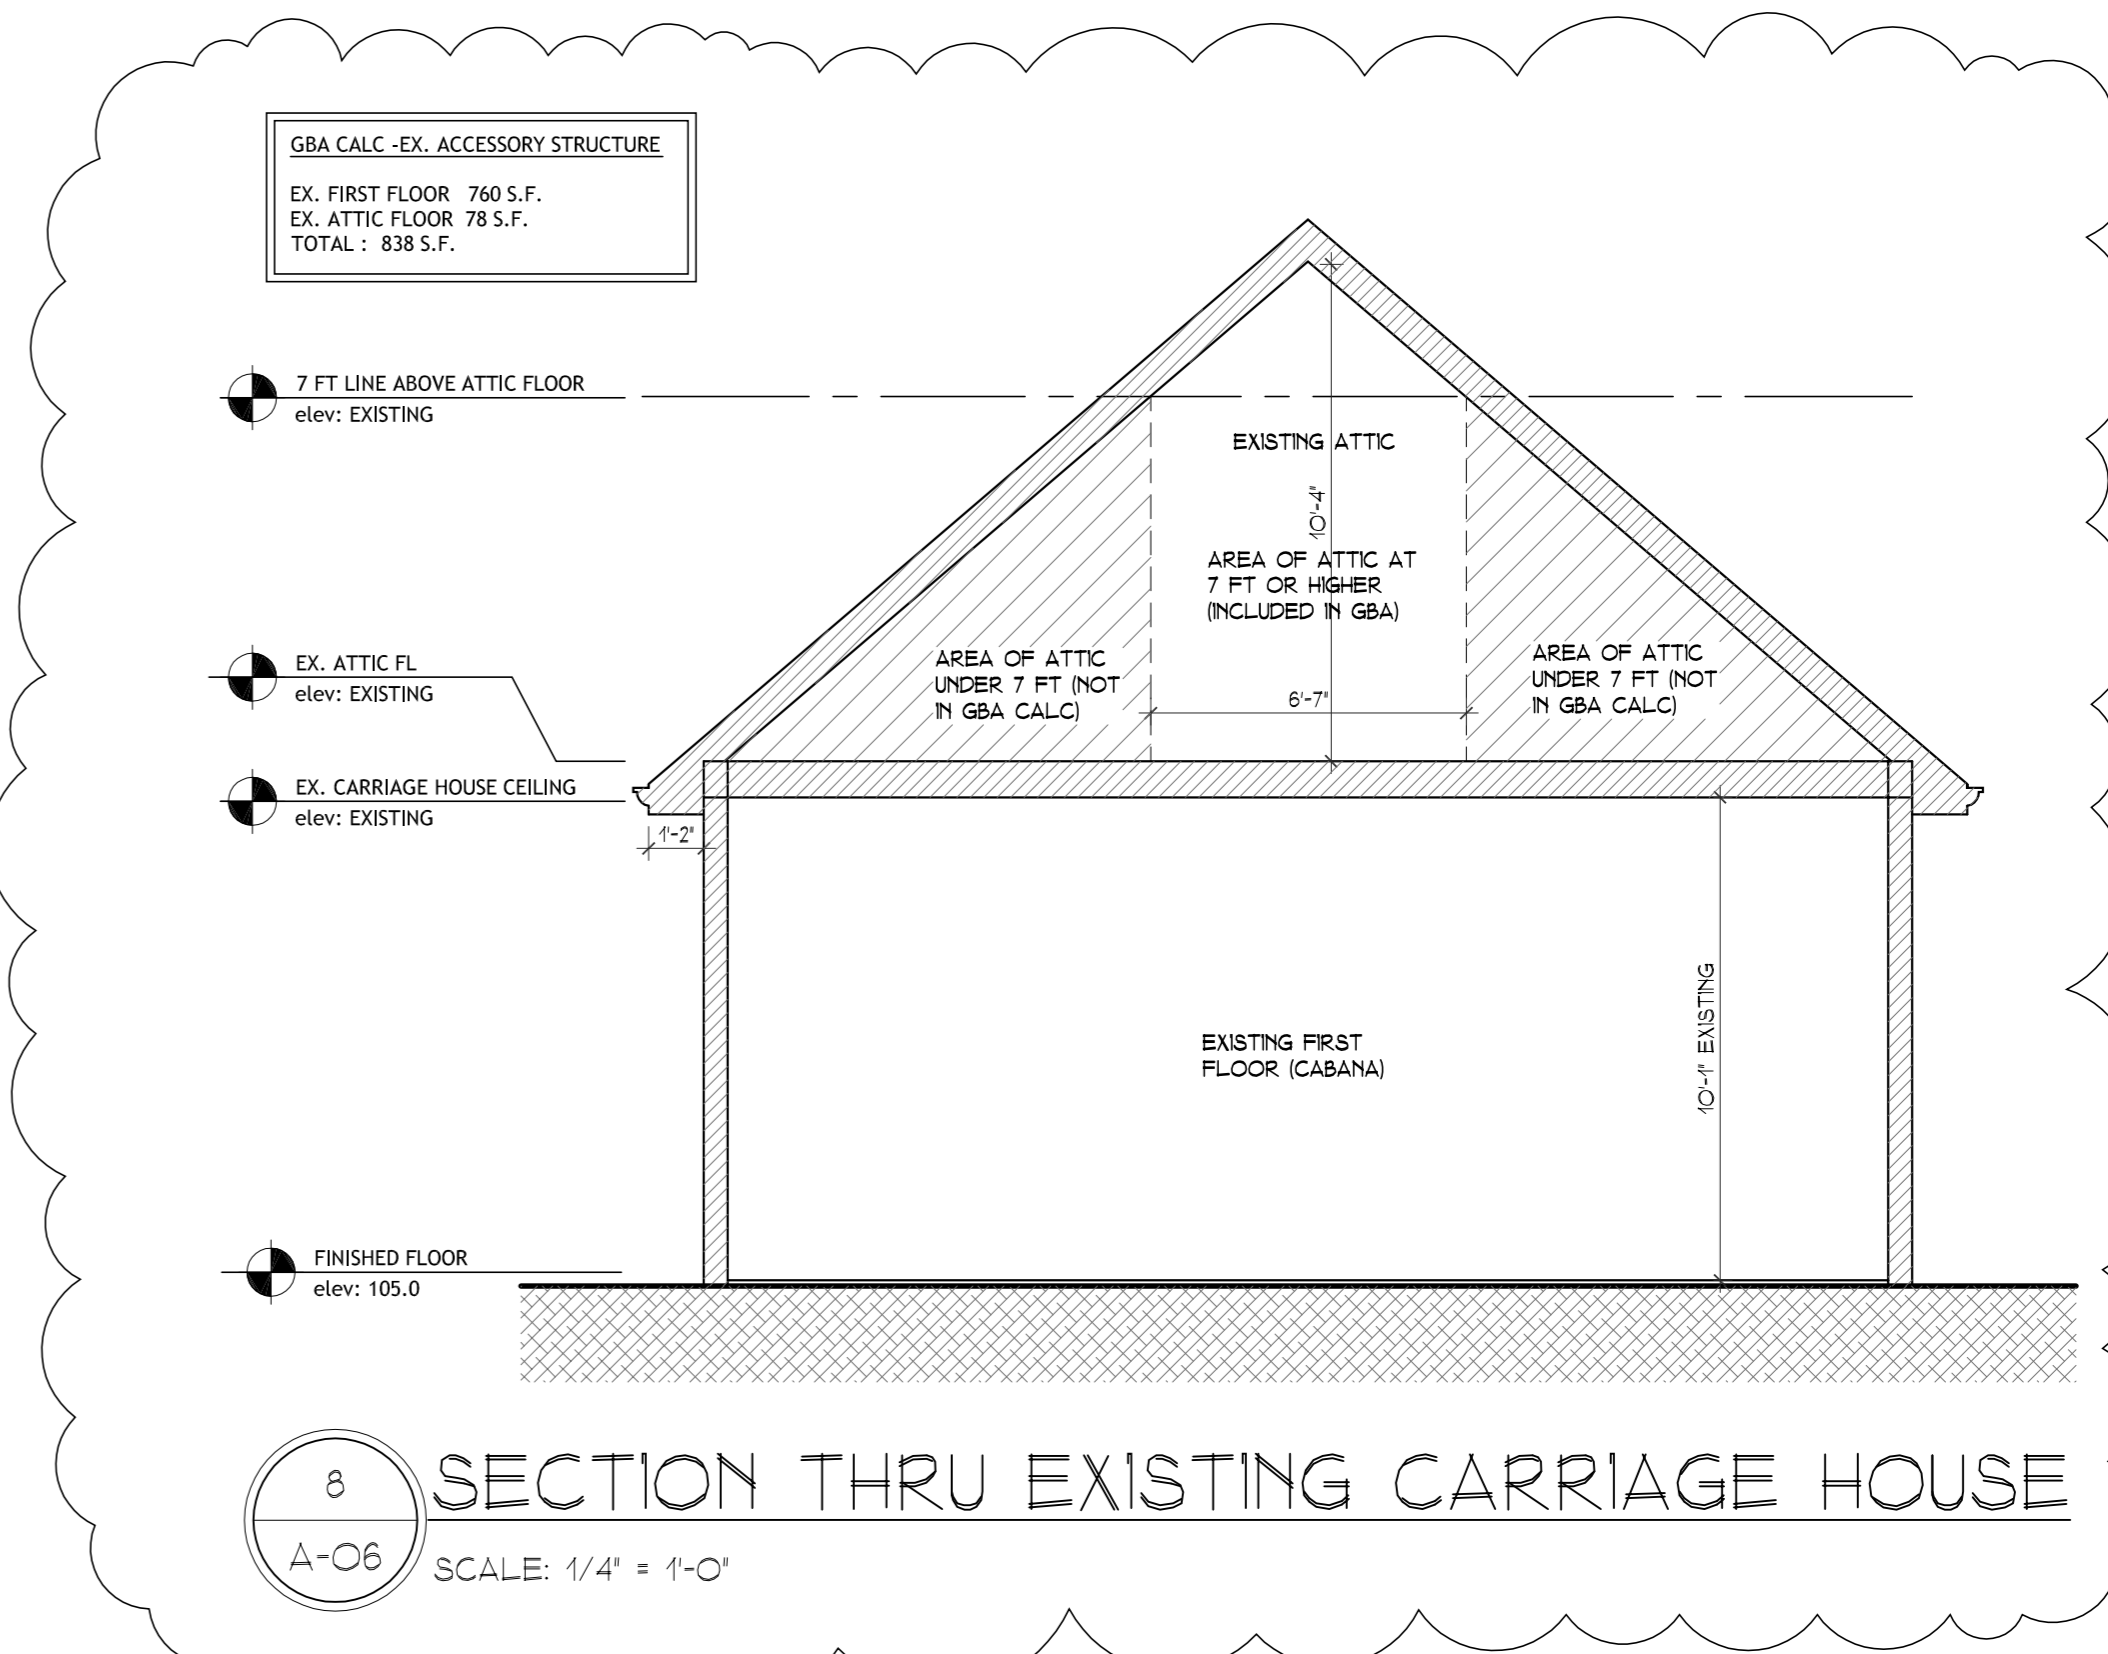 GBA CALC -EX. ACCESSORY STRUCTURE
EX. FIRST FLOOR 760 S.F.
EX. ATTIC FLOOR 78 S.F.
TOTAL : 838 S.F.
7 FT LINE ABOVE ATTIC FLOOR
elev: EXISTING
EXISTING ATTIC
10'-4"
AREA OF ATTIC AT
7 FT OR HIGHER
(INCLUDED IN GBA)
EX. ATTIC FL
elev: EXISTING
AREA OF ATTIC
UNDER 7 FT (NOT
IN GBA CALC)
6'-7"
AREA OF ATTIC
UNDER 7 FT (NOT
IN GBA CALC)
EX. CARRIAGE HOUSE CEILING
elev: EXISTING
1'-2"
EXISTING FIRST
FLOOR (CABANA)
10'-1" EXISTING
FINISHED FLOOR
elev: 105.0
8
A-06
SECTION THRU EXISTING CARRIAGE HOUSE
SCALE: 1/4" = 1'-0"